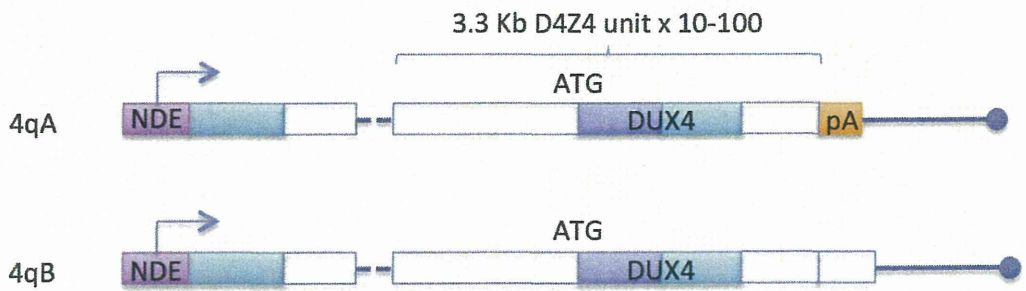 3.3 Kb D4Z4 unit x 10-100
ATG
4qA NDE DUX4 pA
ATG
4qB NDE DUX4